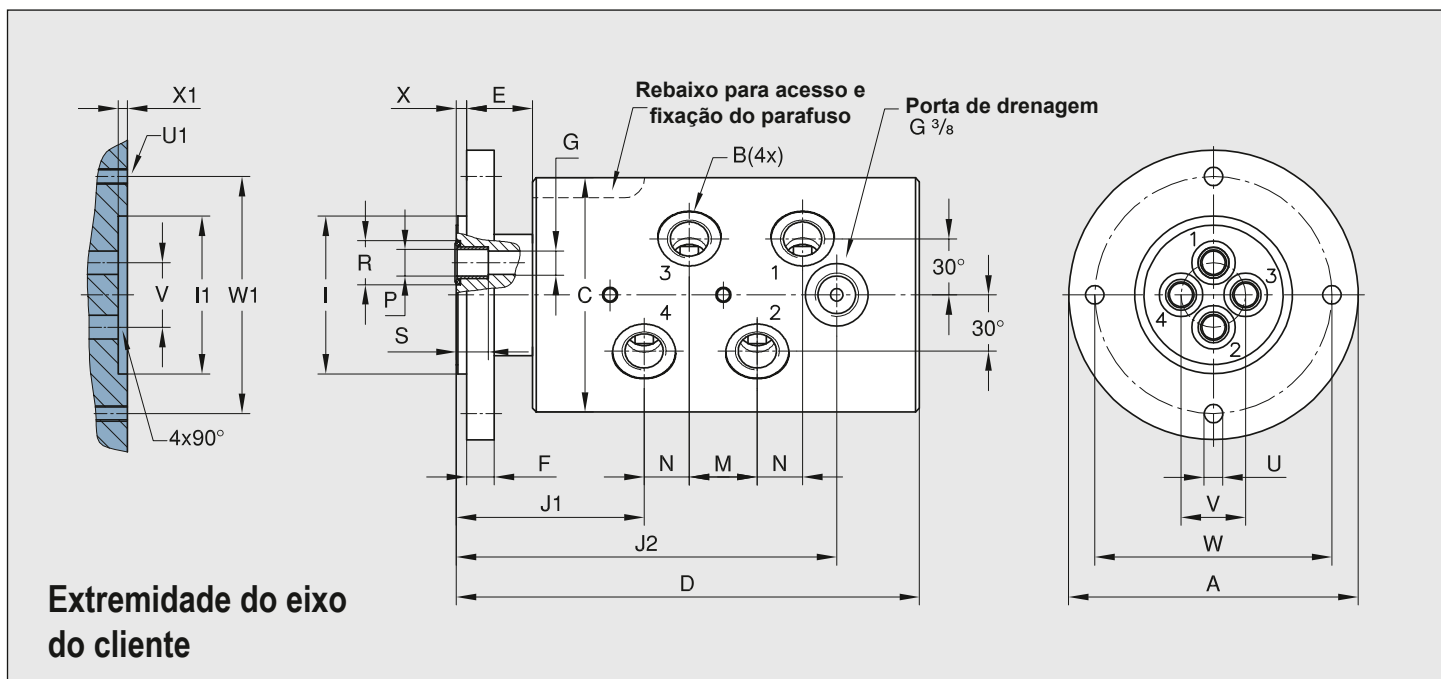 X1
U1
I1
W1
V
4x90°
X
E
G
Rebaixo para acesso e
fixação do parafuso
Porta de drenagem
G 3/8
B(4x)
R
P
S
I
C
3
1
4
2
30°
30°
F
N
M
N
J1
J2
D
1
3
4
2
U
V
W
A
Extremidade do eixo
do cliente